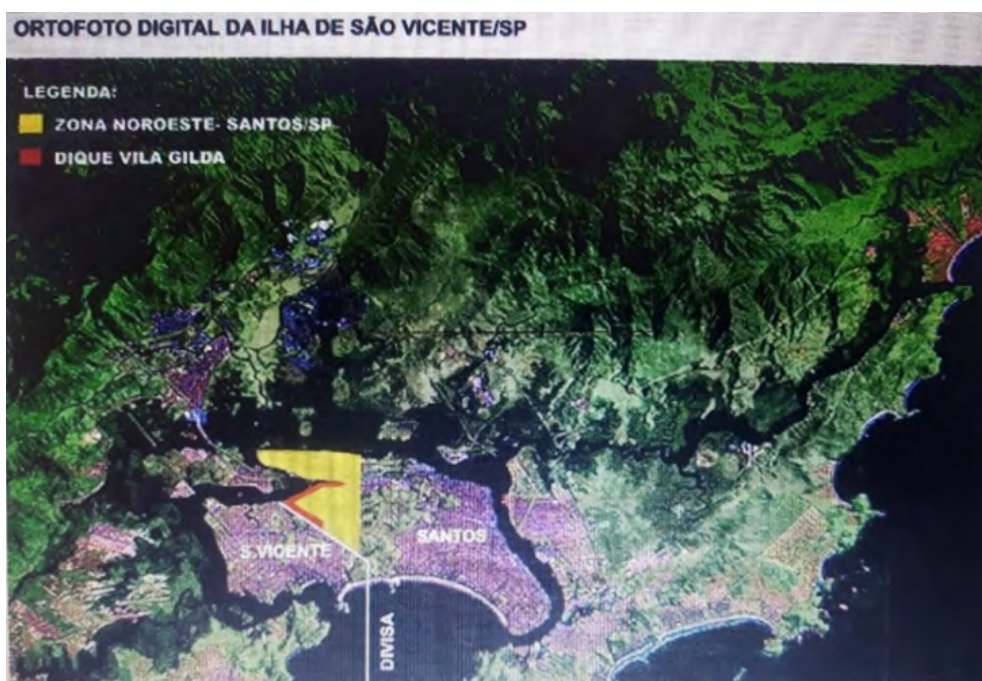 ORTOFOTO DIGITAL DA ILHA DE SÃO VICENTE/SP
LEGENDA:
ZONA NOROESTE- SANTOS/SP
DIQUE VILA GILDA
S.VICENTE
SANTOS
DIVISA